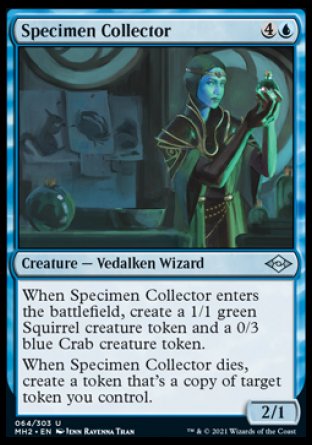 Specimen Collector 4
Creature — Vedalken Wizard
When Specimen Collector enters
the battlefield, create a 1/1 green
Squirrel creature token and a 0/3
blue Crab creature token.
When Specimen Collector dies,
create a token that's a copy of target
token you control.
2/1
064/303 U
MH2 • EN Jenn Ravenna Tran
™ & © 2021 Wizards of the Coast